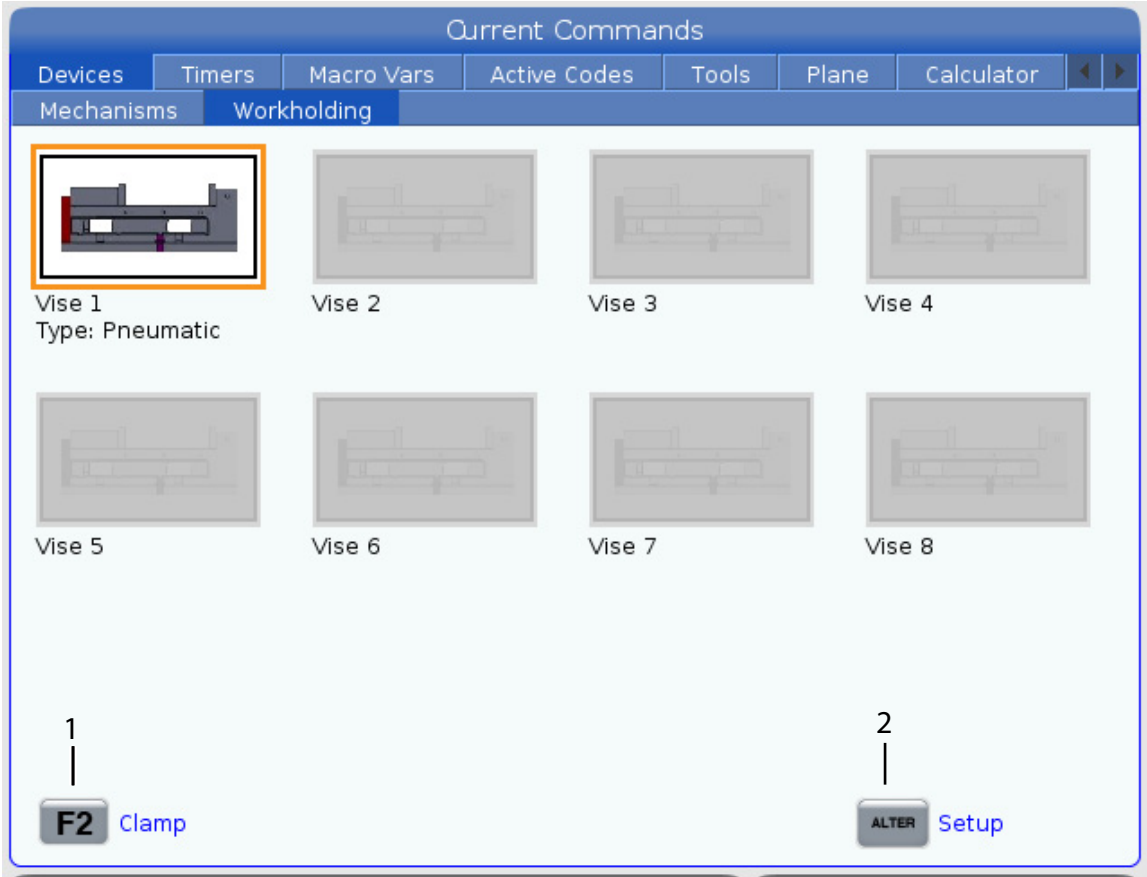 Current Commands
Devices Timers Macro Vars Active Codes Tools Plane Calculator
Mechanisms Workholding
Vise 1 Vise 2 Vise 3 Vise 4
Type: Pneumatic
Vise 5 Vise 6 Vise 7 Vise 8
1 2
F2 Clamp ALTER Setup